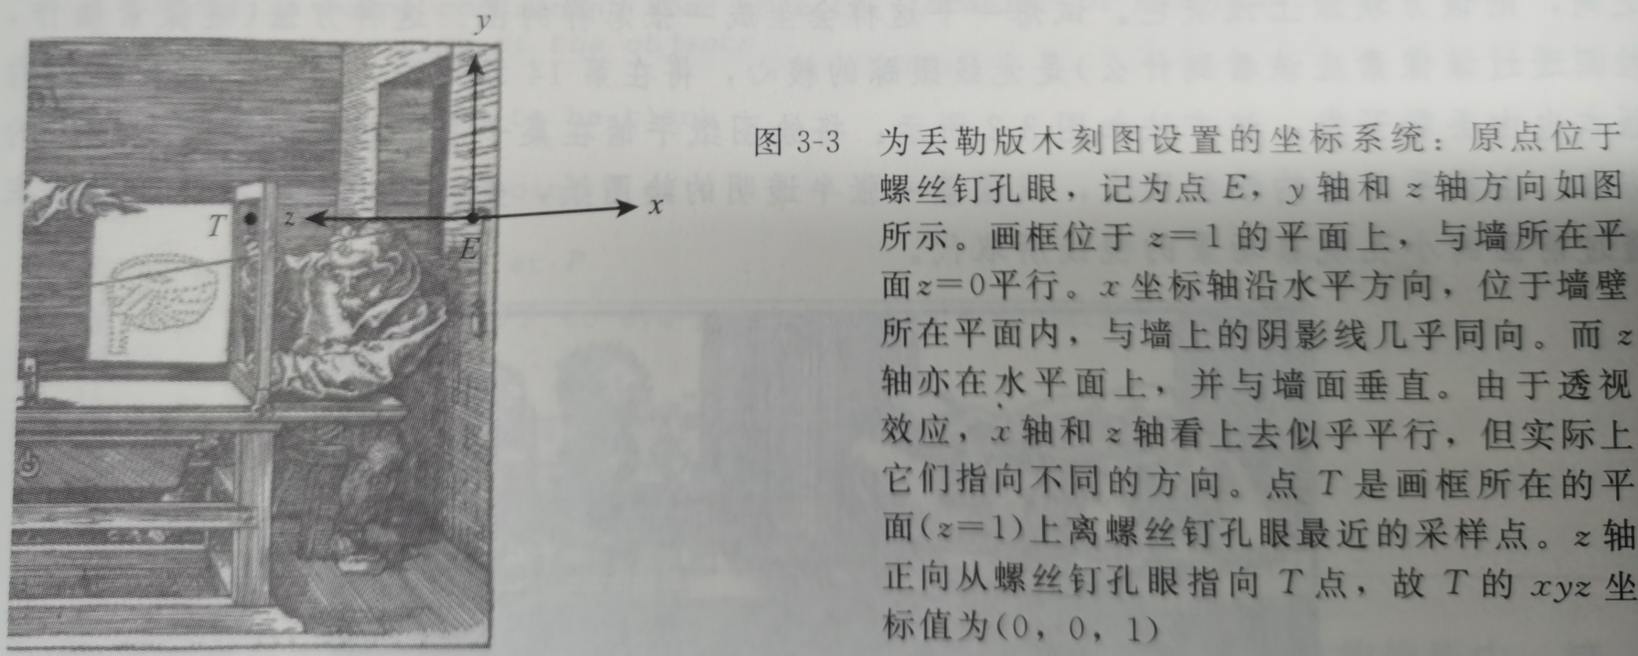 y
T
z
x
E
图 3-3 为丢勒版木刻图设置的坐标系统：原点位于
螺丝钉孔眼，记为点 E，y 轴和 z 轴方向如图
所示。画框位于 z=1 的平面上，与墙所在平
面z=0平行。x 坐标轴沿水平方向，位于墙壁
所在平面内，与墙上的阴影线几乎同向。而 z
轴亦在水平面上，并与墙面垂直。由于透视
效应，x 轴和 z 轴看上去似乎平行，但实际上
它们指向不同的方向。点 T 是画框所在的平
面(z=1)上离螺丝钉孔眼最近的采样点。z 轴
正向从螺丝钉孔眼指向 T 点，故 T 的 xyz 坐
标值为(0，0，1)